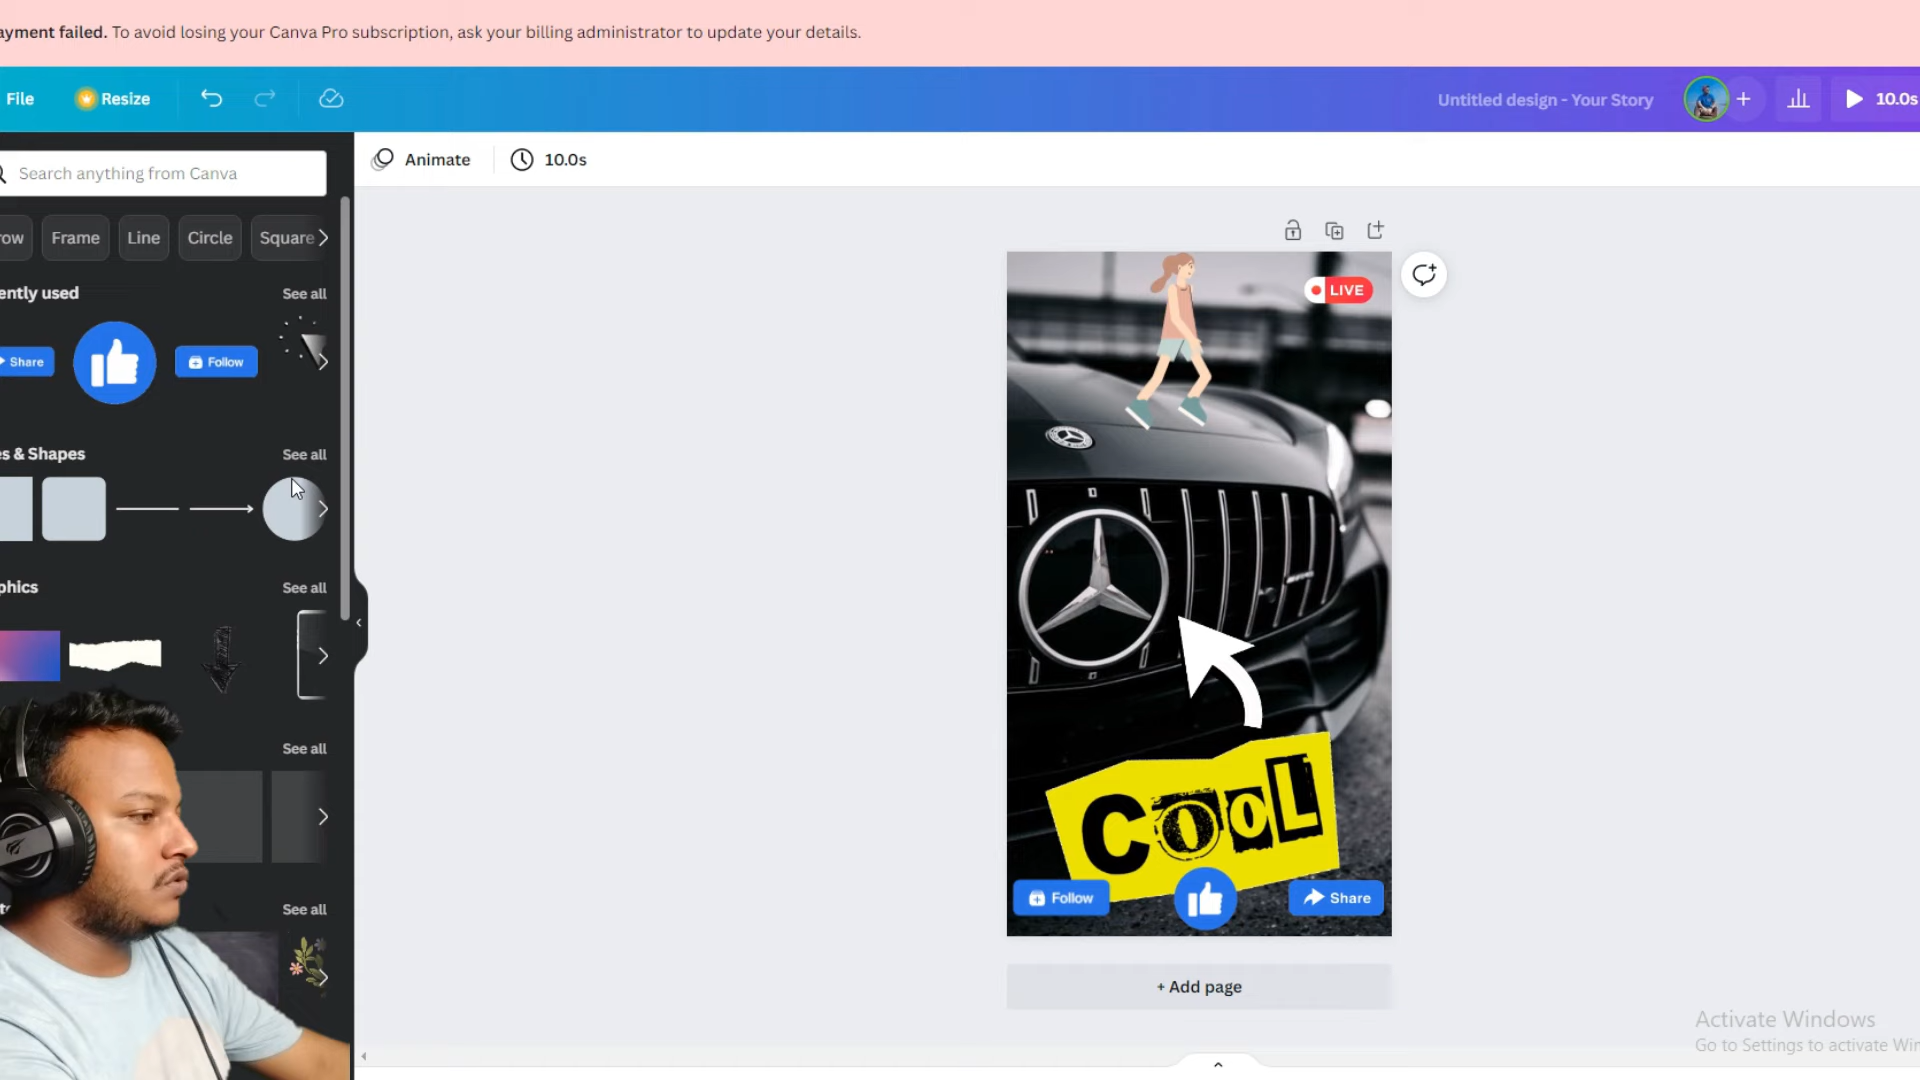 ayment failed. To avoid losing your Canva Pro subscription, ask your billing administrator to update your details.
File
Resize
Untitled design - Your Story
+
10.0s
Search anything from Canva
Animate
10.0s
row
Frame
Line
Circle
Square
ently used
See all
Share
Follow
es & Shapes
See all
phics
See all
See all
See all
LIVE
COOL
Follow
Share
+ Add page
Activate Windows
Go to Settings to activate Win